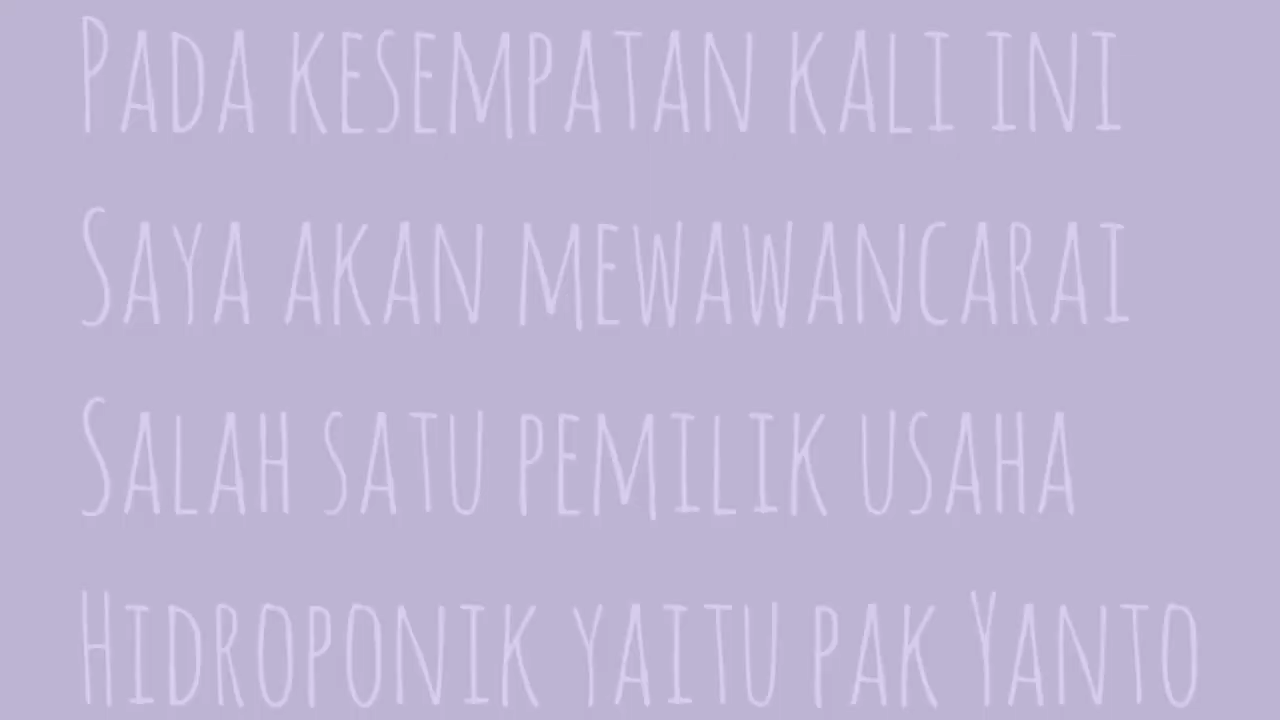 Pada kesempatan kali ini
Saya akan mewawancarai
Salah satu pemilik usaha
Hidroponik yaitu pak Yanto